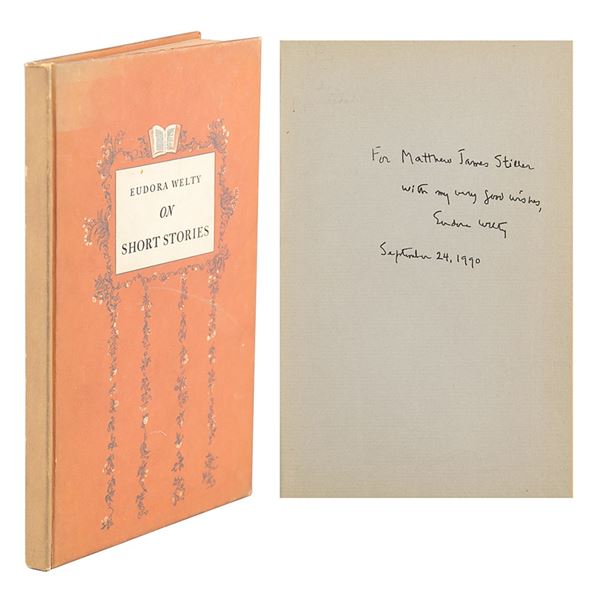 EUDORA WELTY
ON
SHORT STORIES
For Matthew James Stiller
with my very good wishes,
Eudora Welty
September 24, 1990